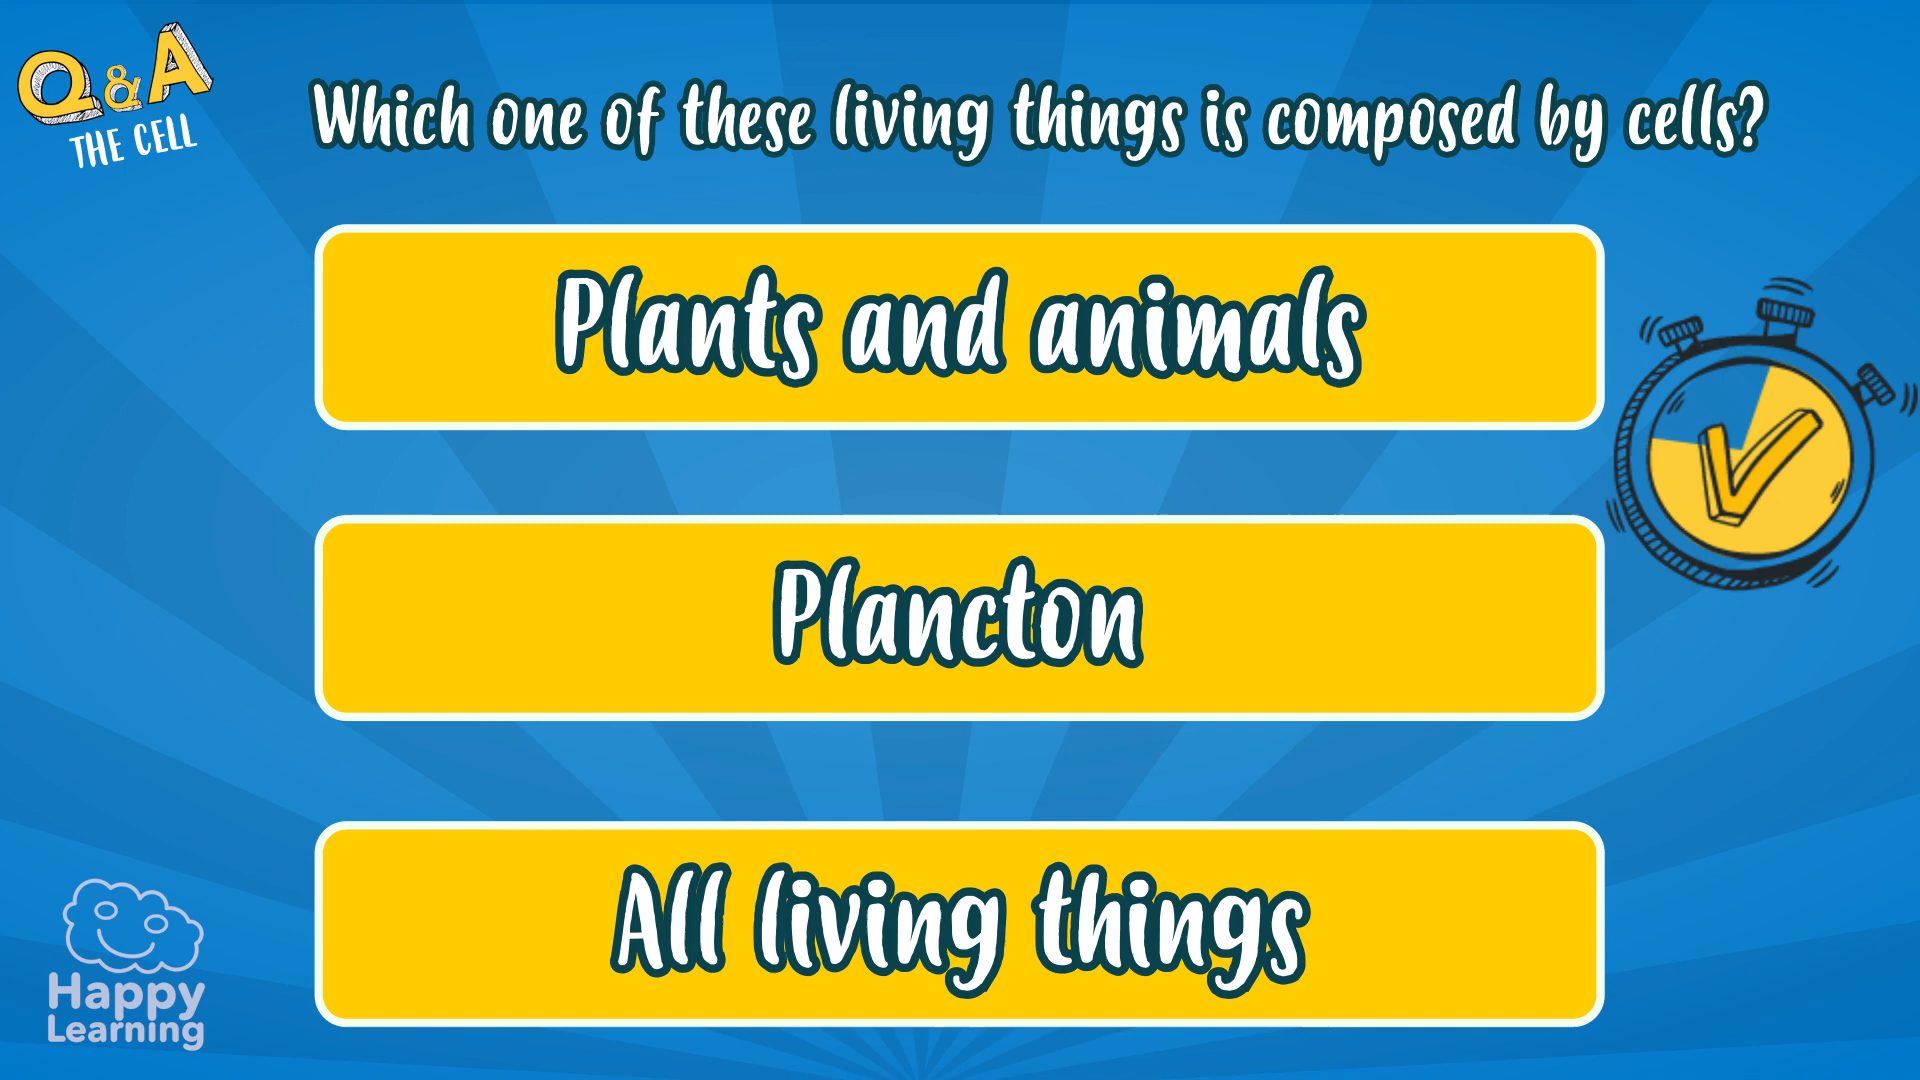 Q&A
THE CELL
Which one of these living things is composed by cells?
Plants and animals
Plancton
All living things
Happy
Learning